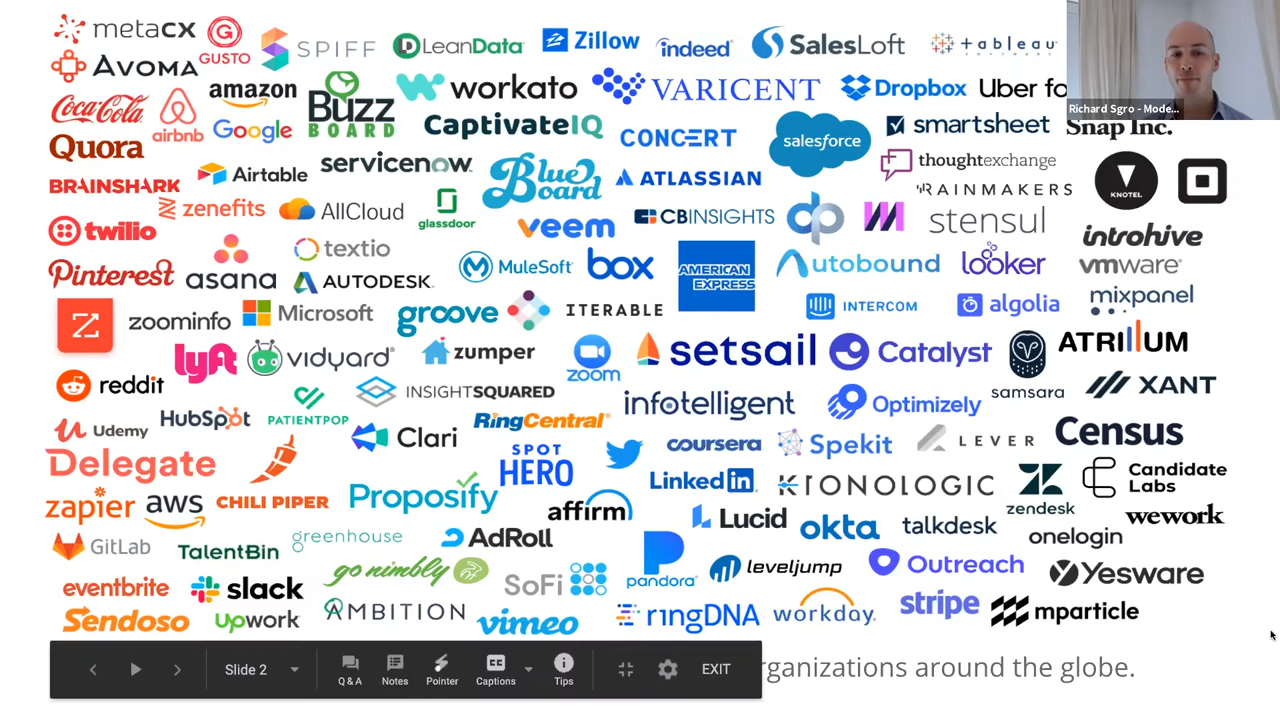 metacx
GUSTO
SPIFF
LeanData
Zillow
indeed
SalesLoft
+ableau
AVOMA
Coca-Cola
airbnb
amazon
Google
BUZZ
BOARD
workato
VARICENT
Dropbox
Uber fo
Richard Sgro - Mode...
Snap Inc.
CaptivateIQ
CONCERT
salesforce
smartsheet
Quora
servicenow
thoughtexchange
BRAINSHARK
Airtable
Blue
Board
ATLASSIAN
RAINMAKERS
KNOTEL
zenefits
AllCloud
glassdoor
veem
CBINSIGHTS
dp
stensul
introhive
twilio
textio
Pinterest
asana
AUTODESK
MuleSoft
box
AMERICAN
EXPRESS
Autobound
looker
vmware
zoominfo
Microsoft
groove
ITERABLE
INTERCOM
algolia
mixpanel
lyft
vidyard
zumper
zoom
setsail
Catalyst
samsara
ATRIUM
reddit
PATIENTPOP
INSIGHTSQUARED
infotelligent
Optimizely
XANT
Udemy
HubSpot
Clari
RingCentral
coursera
Spekit
LEVER
Census
Delegate
SPOT
HERO
LinkedIn
KRONOLOGIC
zendesk
Candidate
Labs
zapier
aws
CHILI PIPER
Proposify
affirm
Lucid
okta
talkdesk
wework
onelogin
GitLab
TalentBin
greenhouse
AdRoll
pandora
leveljump
Outreach
Yesware
eventbrite
slack
go nimbly
SoFi
ringDNA
workday
stripe
mparticle
Sendoso
upwork
AMBITION
vimeo
Slide 2
Q & A
Notes
Pointer
Captions
Tips
EXIT
rganizations around the globe.